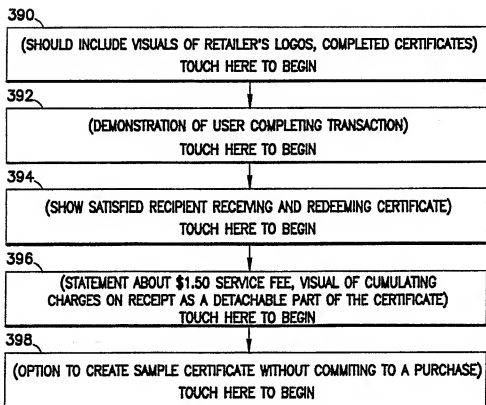 390
(SHOULD INCLUDE VISUALS OF RETAILER'S LOGOS, COMPLETED CERTIFICATES)
TOUCH HERE TO BEGIN
392
(DEMONSTRATION OF USER COMPLETING TRANSACTION)
TOUCH HERE TO BEGIN
394
(SHOW SATISFIED RECIPIENT RECEIVING AND REDEEMING CERTIFICATE)
TOUCH HERE TO BEGIN
396
(STATEMENT ABOUT $1.50 SERVICE FEE, VISUAL OF CUMULATING
CHARGES ON RECEIPT AS A DETACHABLE PART OF THE CERTIFICATE)
TOUCH HERE TO BEGIN
398
(OPTION TO CREATE SAMPLE CERTIFICATE WITHOUT COMMITING TO A PURCHASE)
TOUCH HERE TO BEGIN